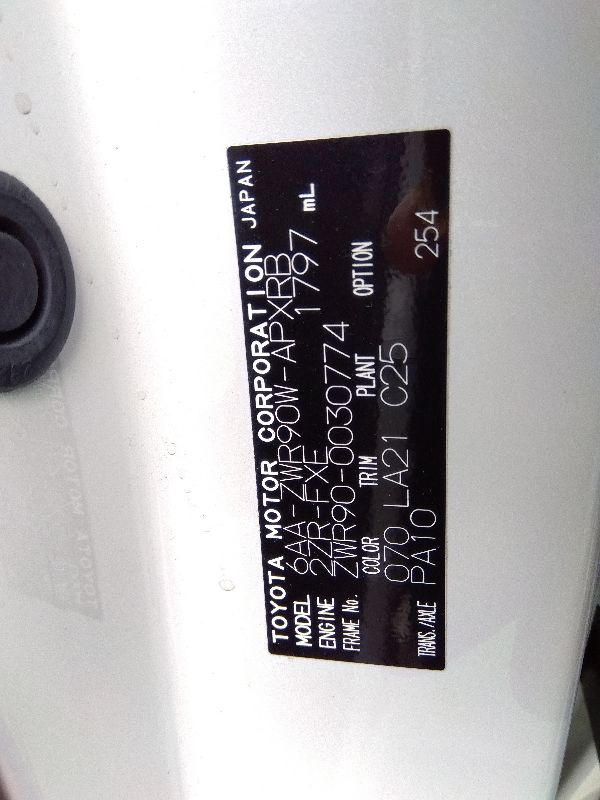 TOYOTA MOTOR CORPORATION JAPAN
MODEL 6AA-ZWR90W-APXRB
ENGINE 2ZR-FXE 1797 mL
FRAME No. ZWR90-0030774
COLOR TRIM PLANT OPTION
070 LA21 C25 254
TRANS./AXLE PA10